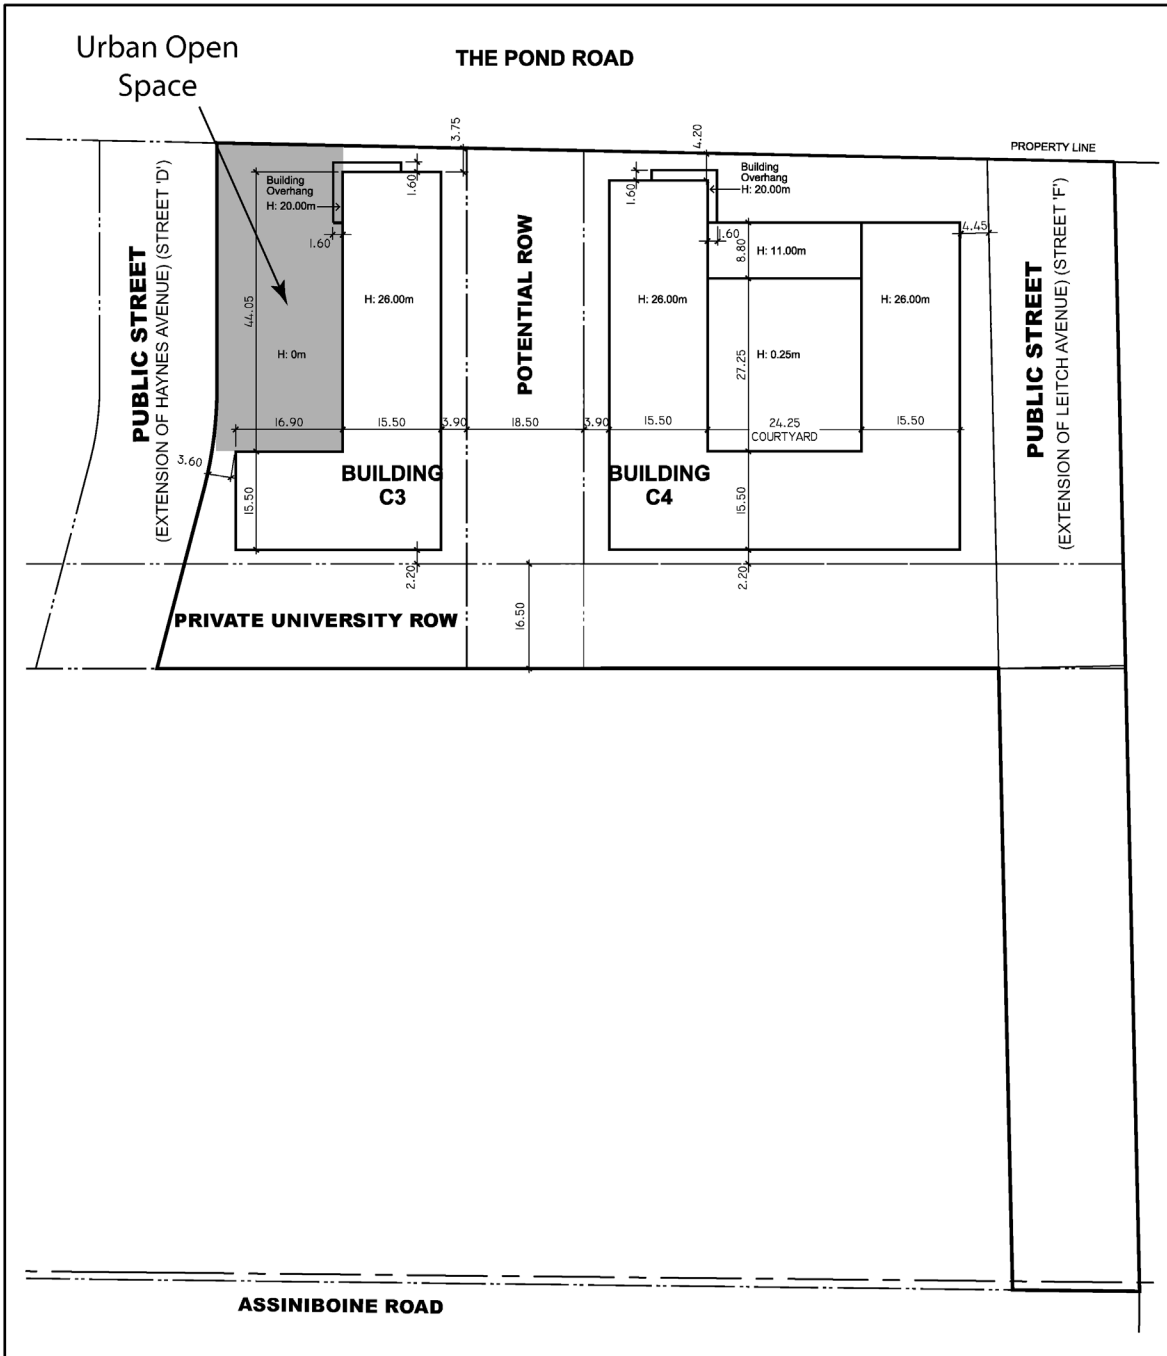 Urban Open
Space
THE POND ROAD
3.75
4.20
PROPERTY LINE
Building
Overhang
H: 20.00m
1.60
1.60
Building
Overhang
H: 20.00m
1.60
1.60
8.80
4.45
H: 11.00m
PUBLIC STREET
(EXTENSION OF HAYNES AVENUE) (STREET 'D')
44.05
H: 26.00m
POTENTIAL ROW
H: 26.00m
H: 26.00m
PUBLIC STREET
(EXTENSION OF LEITCH AVENUE) (STREET 'F')
H: 0m
27.25
H: 0.25m
16.90
15.50
3.90
18.50
3.90
15.50
24.25
COURTYARD
15.50
3.60
BUILDING
C3
BUILDING
C4
15.50
15.50
2.20
2.20
16.50
PRIVATE UNIVERSITY ROW
ASSINIBOINE ROAD